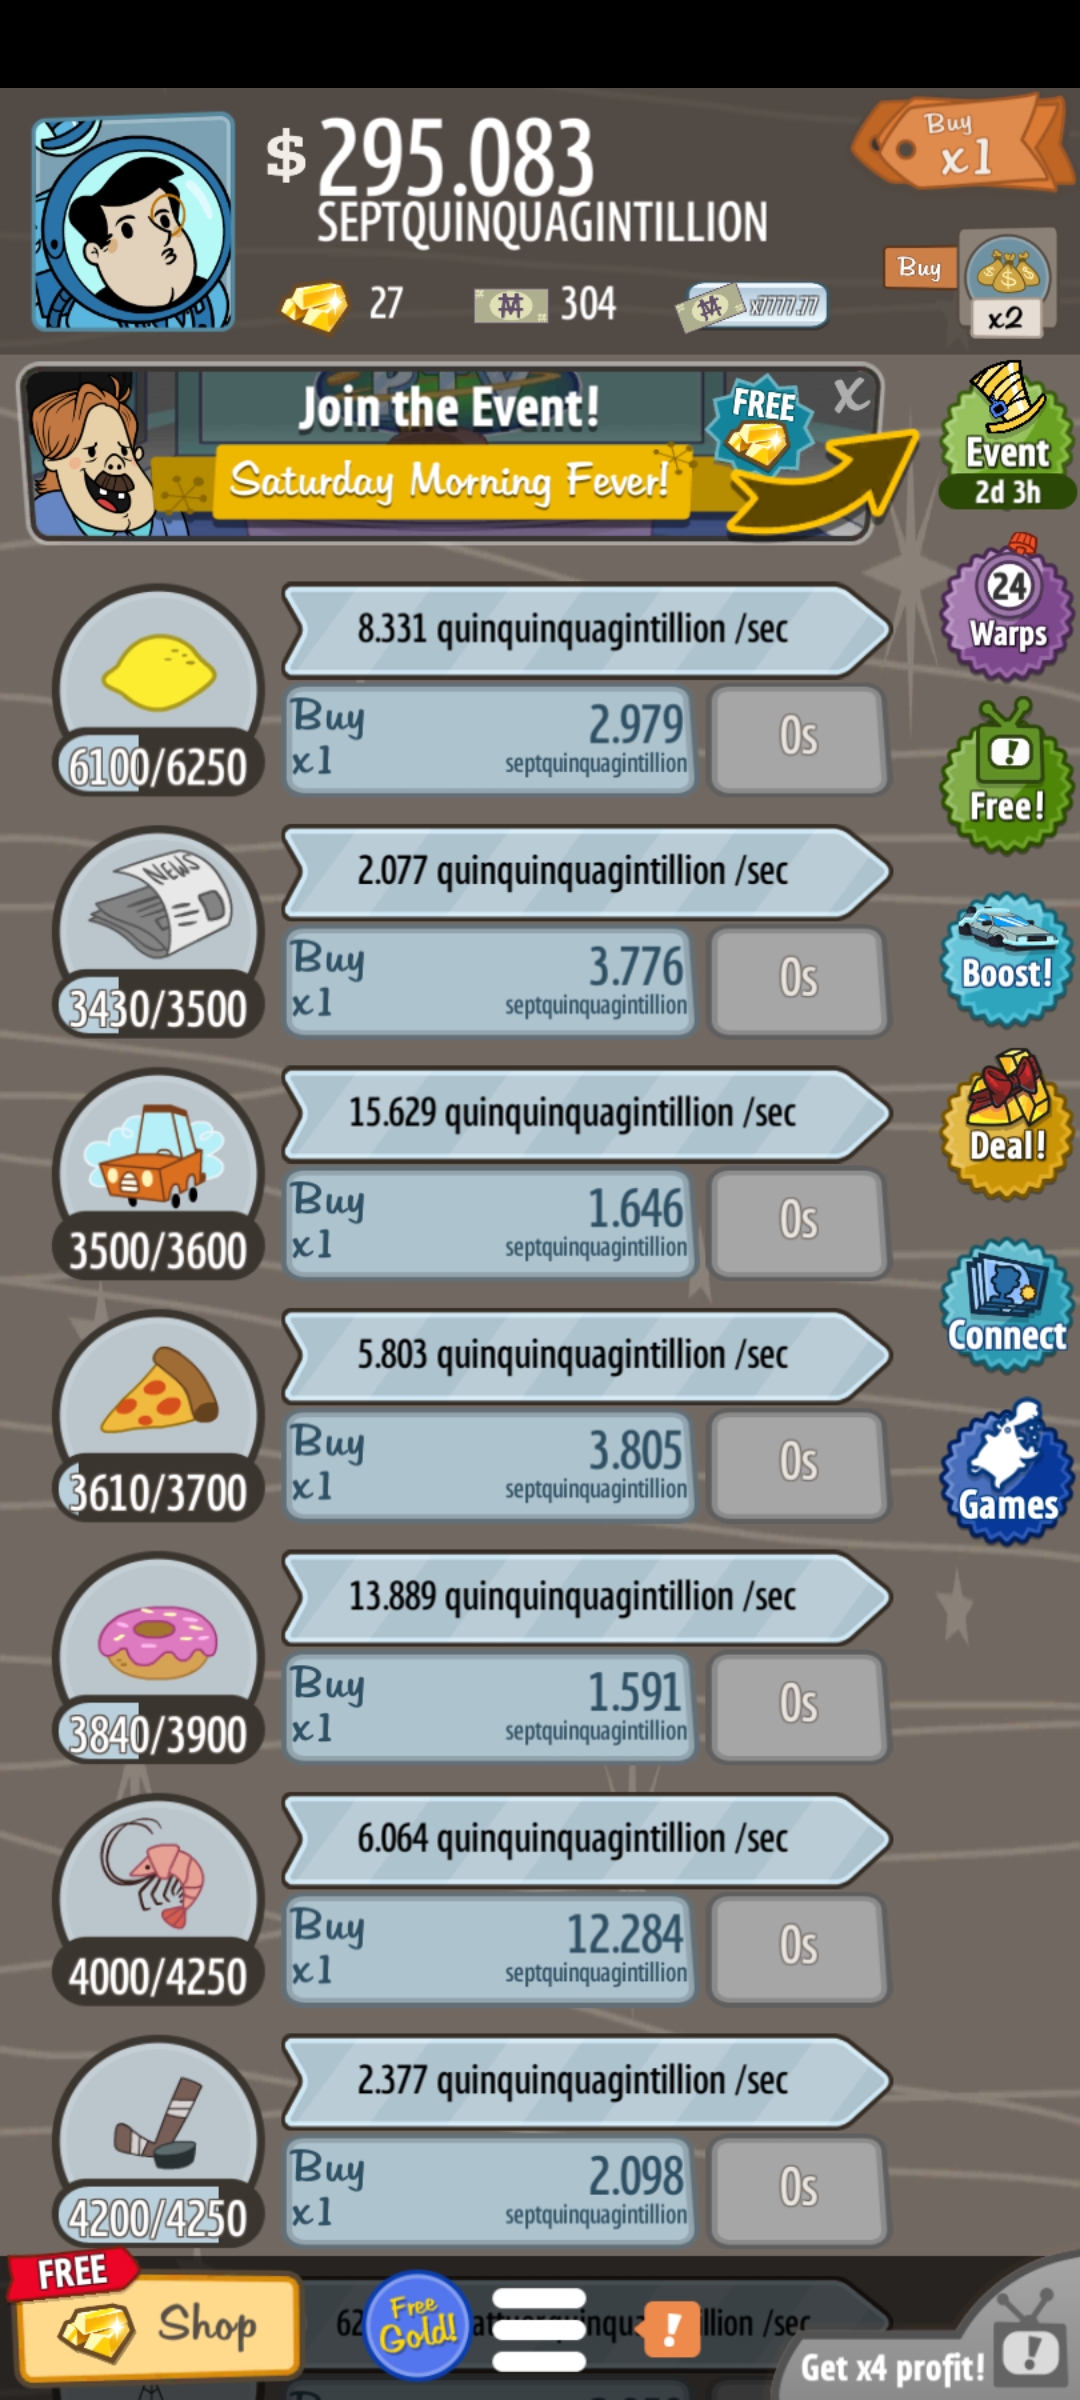 $ 295.083
SEPTQUINQUAGINTILLION
Buy
x1
27
304
x7777.77
Buy
x2
Join the Event!
FREE
X
Saturday Morning Fever!
Event
2d 3h
24
Warps
Free!
Boost!
Deal!
Connect
Games
8.331 quinquinquagintillion /sec
6100/6250
Buy
x1
2.979
septquinquagintillion
0s
NEWS
2.077 quinquinquagintillion /sec
3430/3500
Buy
x1
3.776
septquinquagintillion
0s
15.629 quinquinquagintillion /sec
3500/3600
Buy
x1
1.646
septquinquagintillion
0s
5.803 quinquinquagintillion /sec
3610/3700
Buy
x1
3.805
septquinquagintillion
0s
13.889 quinquinquagintillion /sec
3840/3900
Buy
x1
1.591
septquinquagintillion
0s
6.064 quinquinquagintillion /sec
4000/4250
Buy
x1
12.284
septquinquagintillion
0s
2.377 quinquinquagintillion /sec
4200/4250
Buy
x1
2.098
septquinquagintillion
0s
FREE
Shop
Free
Gold!
!
/sec
Get x4 profit!
!